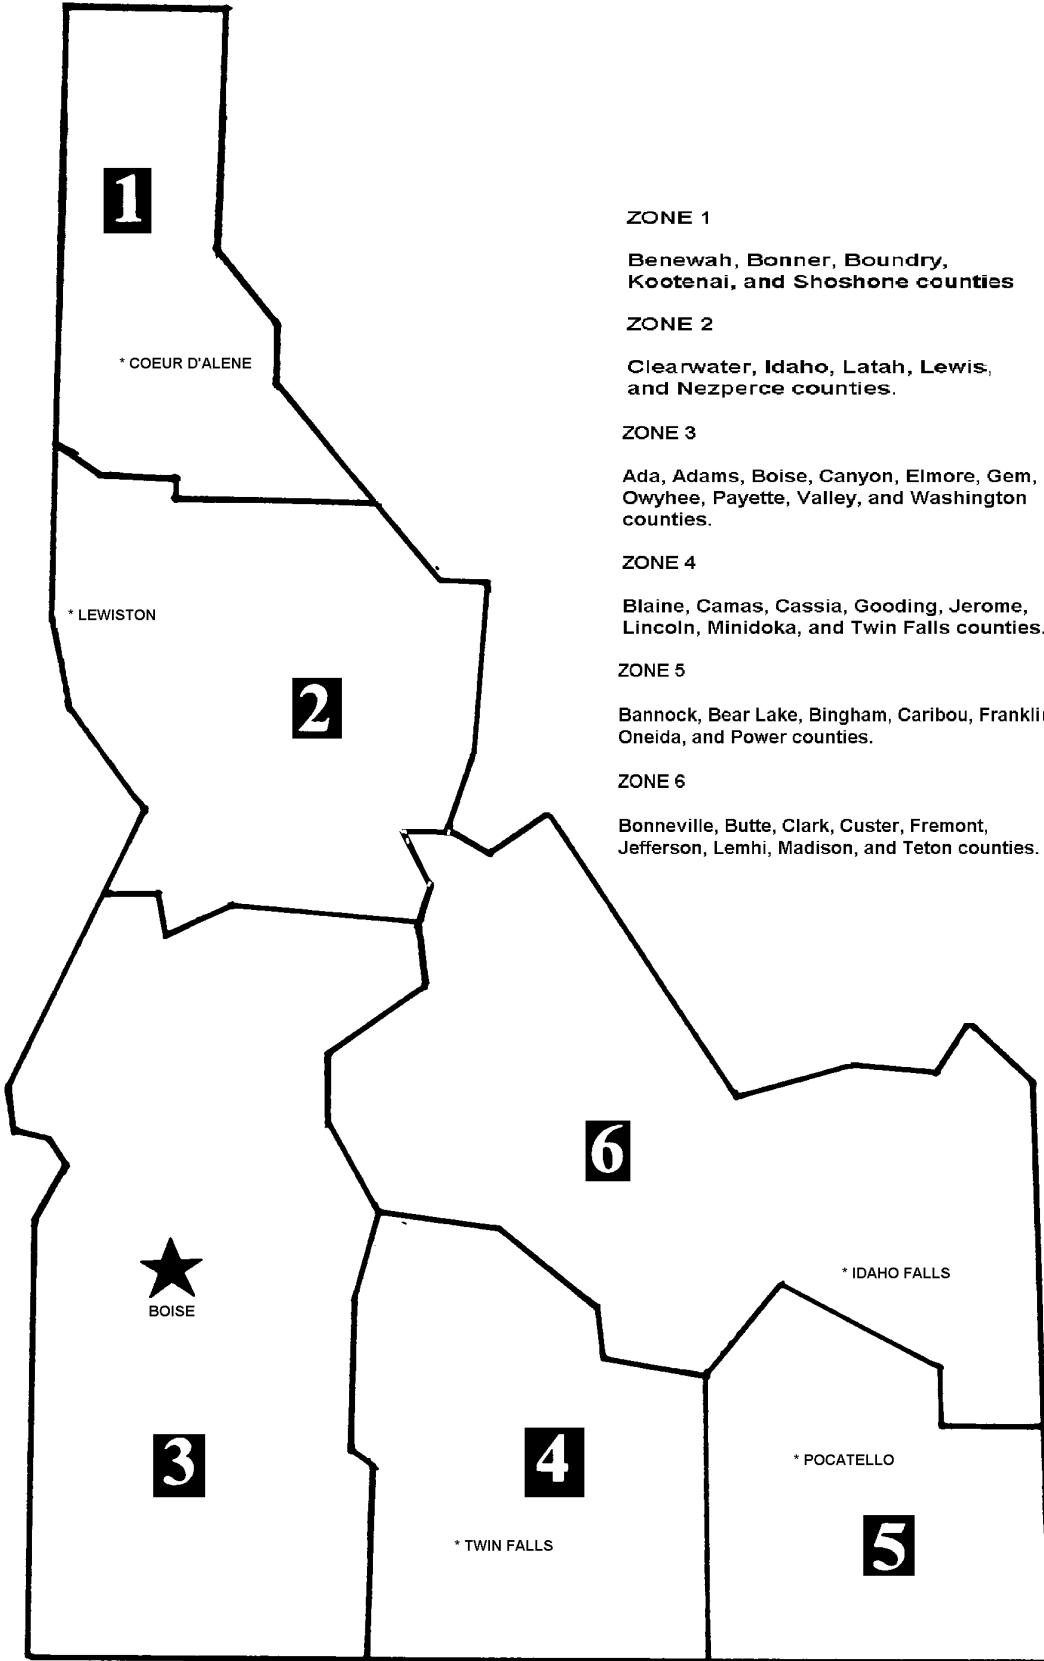 1
ZONE 1
Benewah, Bonner, Boundry,
Kootenai, and Shoshone counties
ZONE 2
* COEUR D'ALENE
Clearwater, Idaho, Latah, Lewis,
and Nezperce counties.
ZONE 3
Ada, Adams, Boise, Canyon, Elmore, Gem,
Owyhee, Payette, Valley, and Washington
counties.
ZONE 4
Blaine, Camas, Cassia, Gooding, Jerome,
Lincoln, Minidoka, and Twin Falls counties.
* LEWISTON
ZONE 5
2
Bannock, Bear Lake, Bingham, Caribou,
Oneida, and Power counties.
ZONE 6
Bonneville, Butte, Clark, Custer, Fremont,
Jefferson, Lemhi, Madison, and Teton counties.
6
* IDAHO FALLS
BOISE
3
4
* POCATELLO
* TWIN FALLS
5